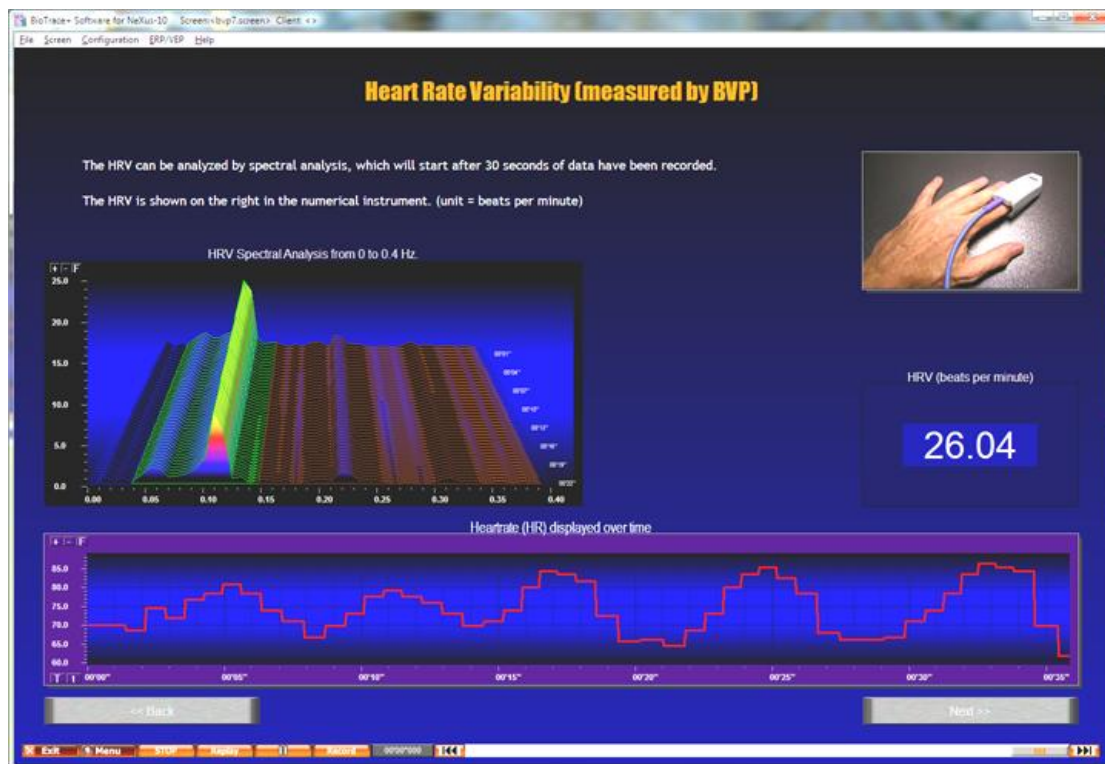 BioTrace+ Software for NeXus-10 Screen:<bvp7.screen> Client: <>
File Screen Configuration ERP/VEP Help
Heart Rate Variability (measured by BVP)
The HRV can be analyzed by spectral analysis, which will start after 30 seconds of data have been recorded.
The HRV is shown on the right in the numerical instrument. (unit = beats per minute)
HRV Spectral Analysis from 0 to 0.4 Hz.
+ - F
25.0
20.0
15.0
10.0
5.0
0.0
0.00 0.05 0.10 0.15 0.20 0.25 0.30 0.35 0.40
HRV (beats per minute)
26.04
Heartrate (HR) displayed over time
+ - F
85.0
80.0
75.0
70.0
65.0
60.0
T 1 00'00" 00'05" 00'10" 00'15" 00'20" 00'25" 00'30" 00'35"
<< Back Next >>
Exit Menu STOP Replay Record 00'00"000